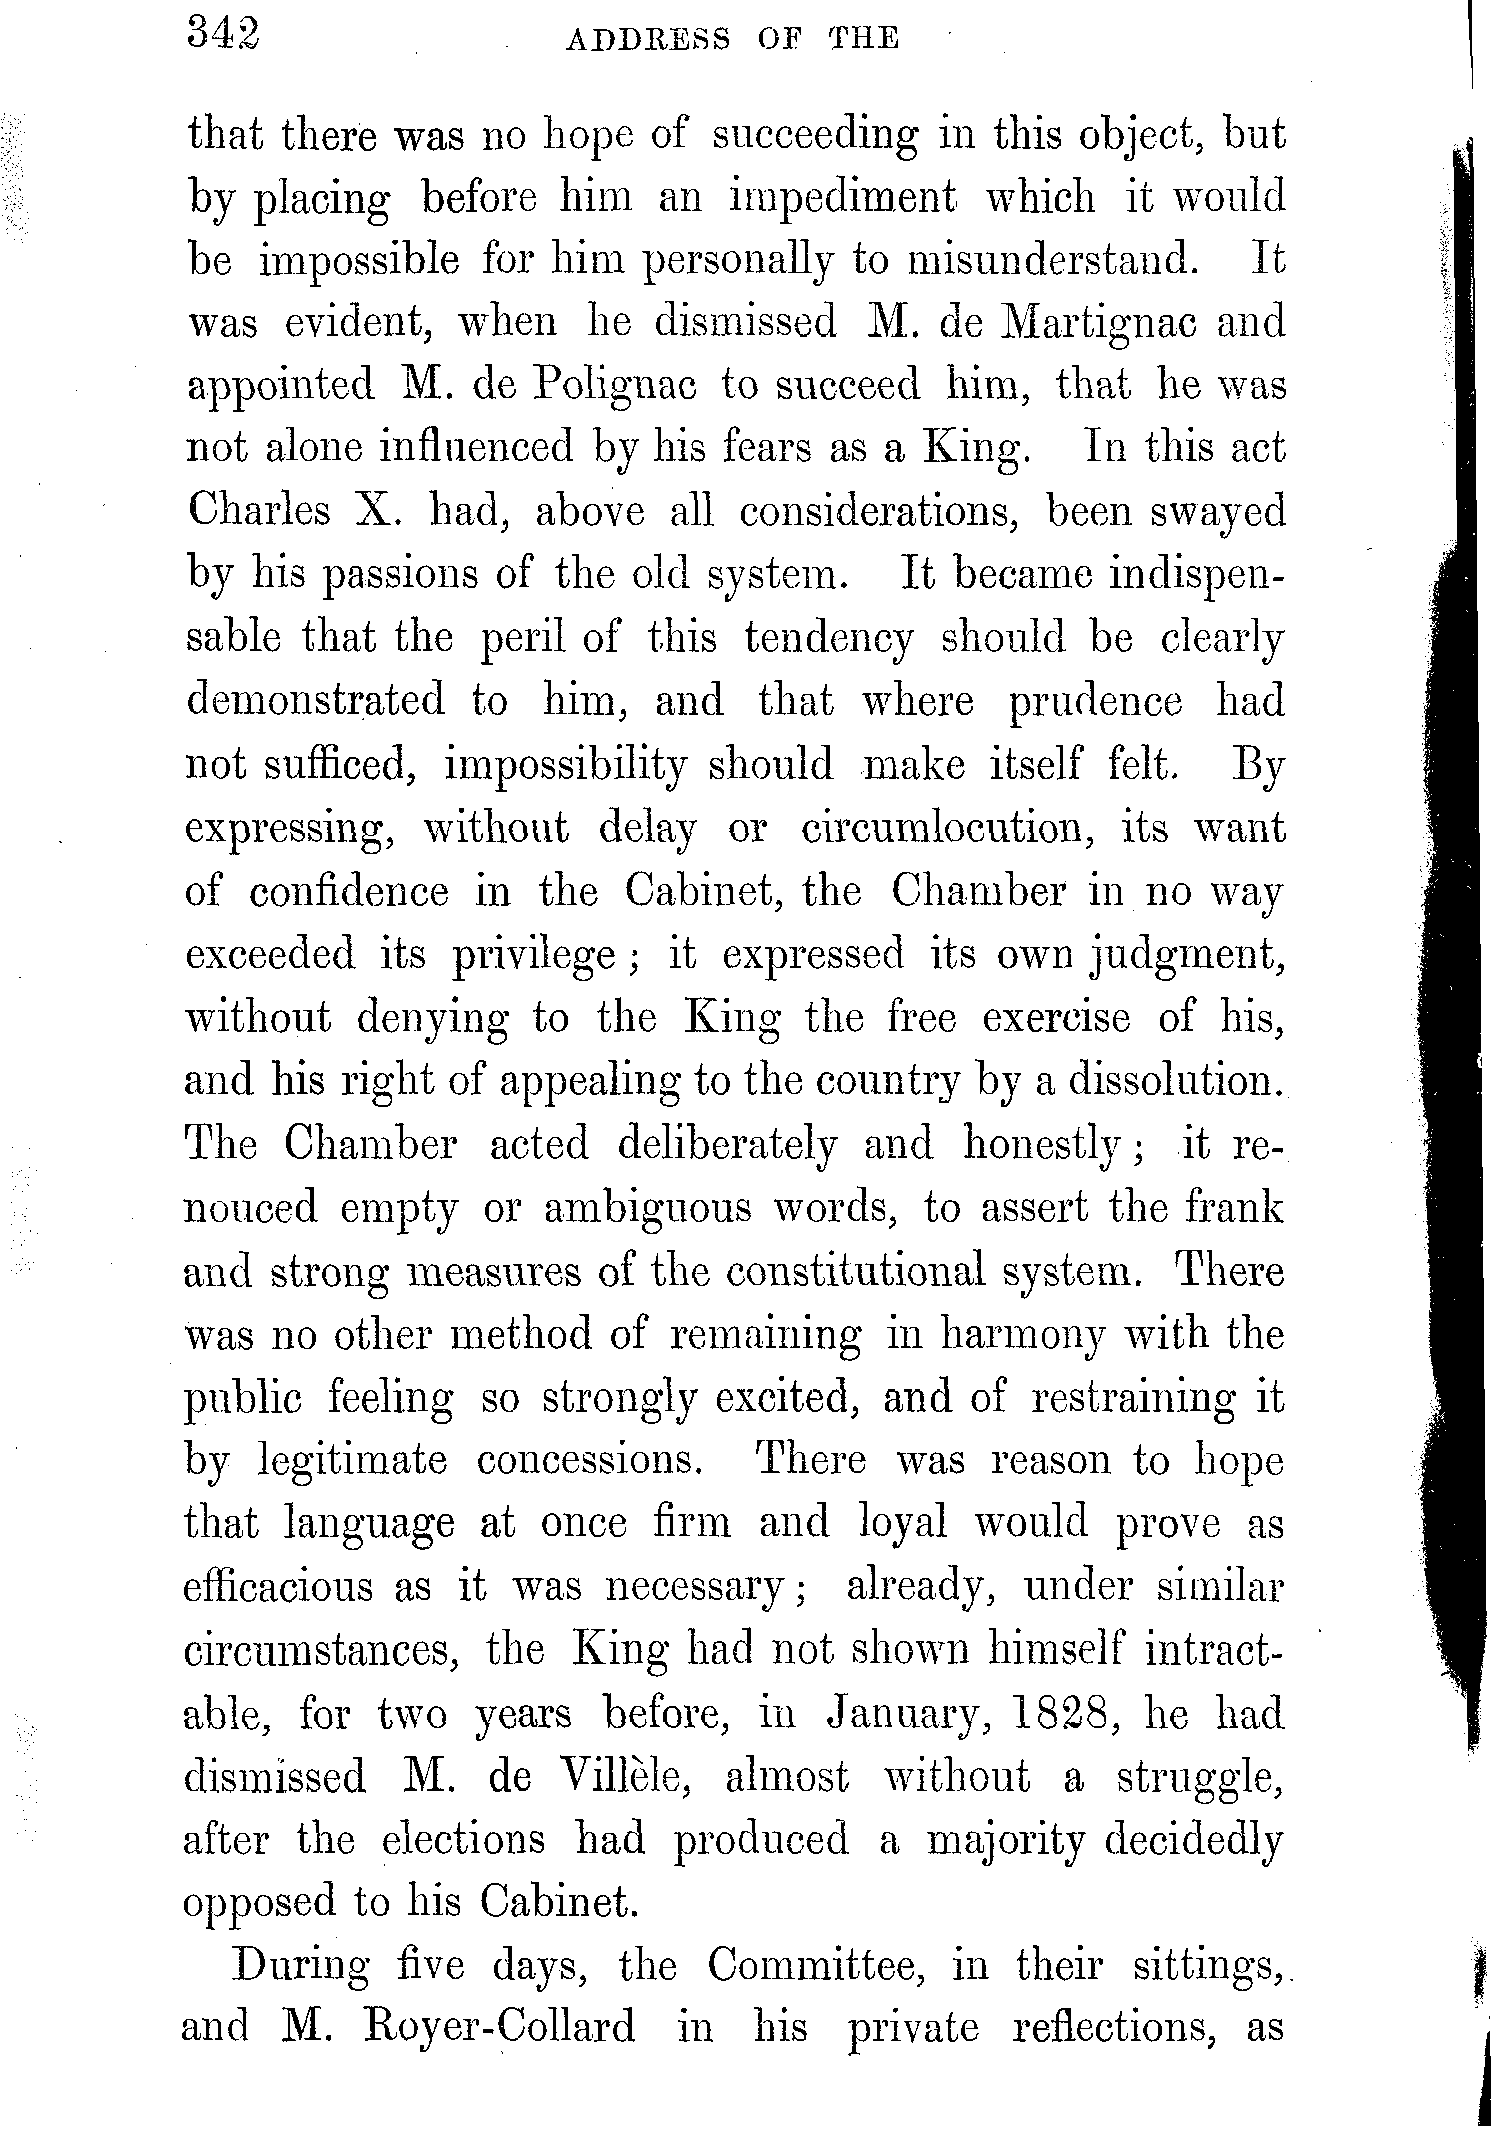 342 ADDRESS OF THE
that there was no hope of succeeding in this object, but
by placing before him an impediment which it would
be impossible for him personally to misunderstand. It
was evident, when he dismissed M. de Martignac and
appointed M. de Polignac to succeed him, that he was
not alone influenced by his fears as a King. In this act
Charles X. had, above all considerations, been swayed
by his passions of the old system. It became indispen-
sable that the peril of this tendency should be clearly
demonstrated to him, and that where prudence had
not sufficed, impossibility should make itself felt. By
expressing, without delay or circumlocution, its want
of confidence in the Cabinet, the Chamber in no way
exceeded its privilege; it expressed its own judgment,
without denying to the King the free exercise of his,
and his right of appealing to the country by a dissolution.
The Chamber acted deliberately and honestly; it re-
nouced empty or ambiguous words, to assert the frank
and strong measures of the constitutional system. There
was no other method of remaining in harmony with the
public feeling so strongly excited, and of restraining it
by legitimate concessions. There was reason to hope
that language at once firm and loyal would prove as
efficacious as it was necessary; already, under similar
circumstances, the King had not shown himself intract-
able, for two years before, in January, 1828, he had
dismissed M. de Villèle, almost without a struggle,
after the elections had produced a majority decidedly
opposed to his Cabinet.
During five days, the Committee, in their sittings,
and M. Royer-Collard in his private reflections, as